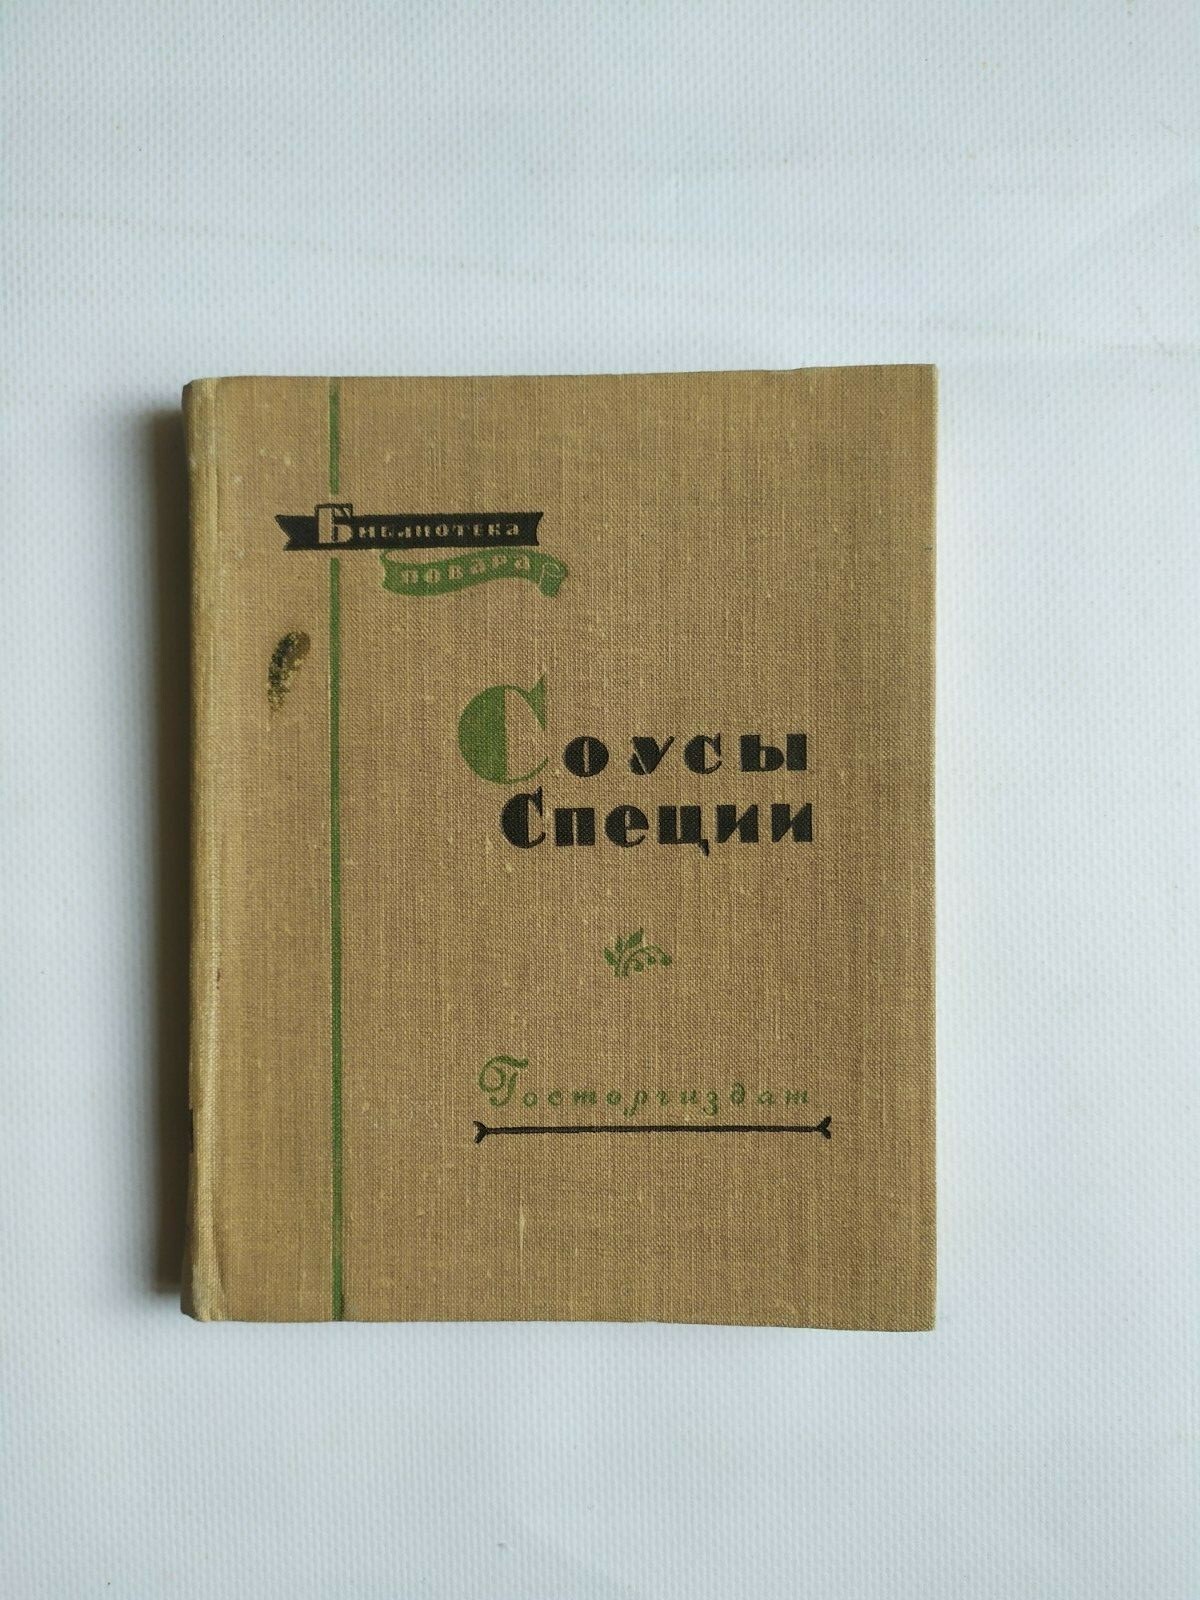 Библиотека
повара
Соусы
Специи
Госторгиздат